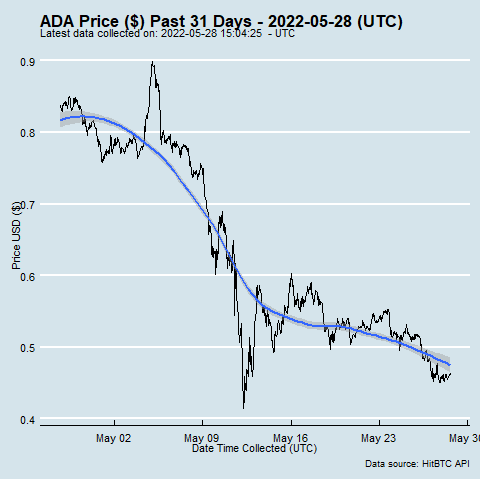 ADA Price ($) Past 31 Days - 2022-05-28 (UTC)
Latest data collected on: 2022-05-28 15:04:25 - UTC
Price USD ($)
0.9
0.8
0.7
0.6
0.5
0.4
May 02 May 09 May 16 May 23 May 30
Date Time Collected (UTC)
Data source: HitBTC API